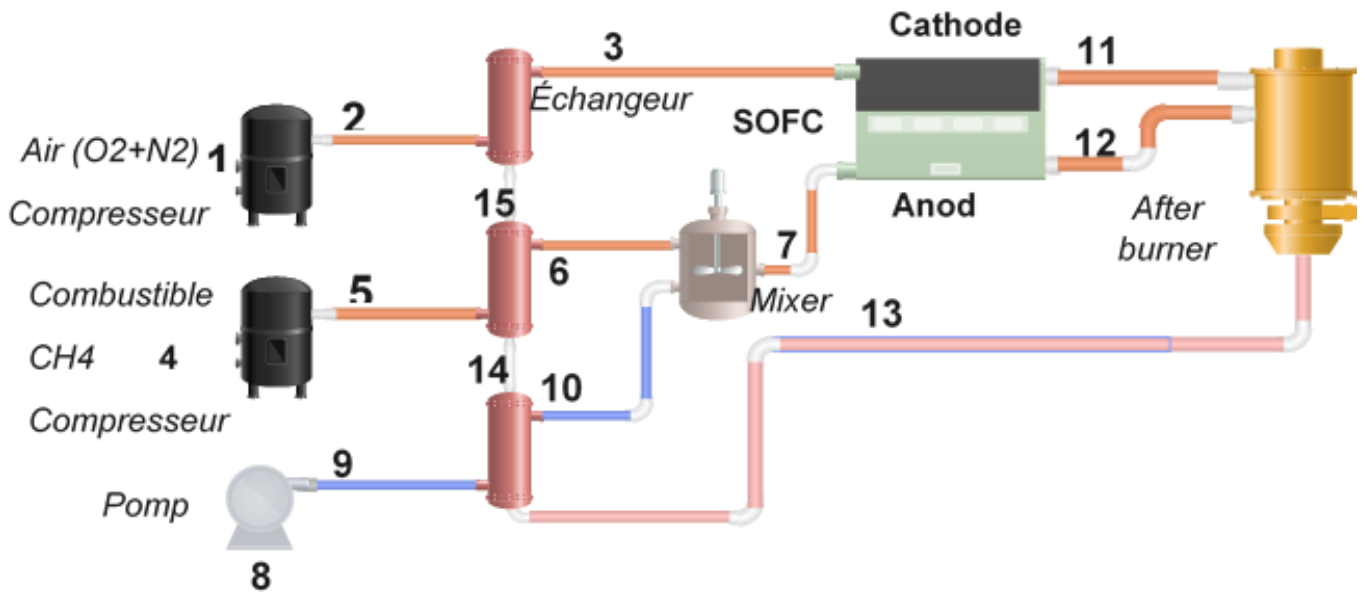 Cathode
3
11
Échangeur
2
SOFC
Air (O2+N2) 1
12
Compresseur
15
Anod
After
burner
7
6
Combustible
5
Mixer
13
CH4 4
14
10
Compresseur
9
Pomp
8